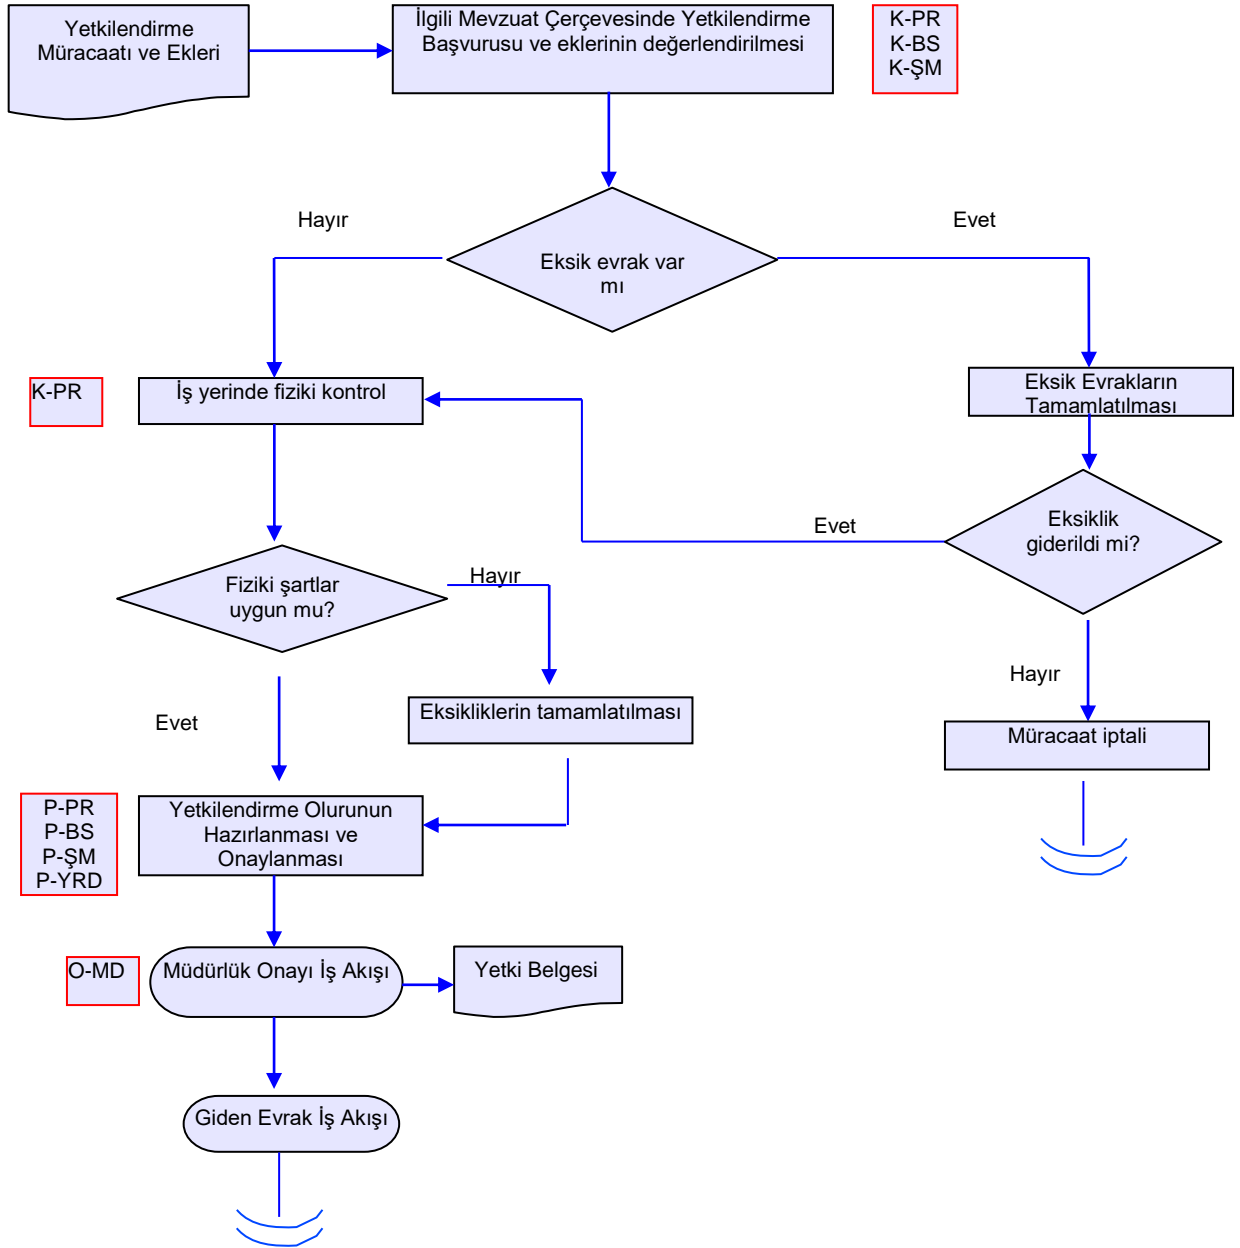 Yetkilendirme
Müracaatı ve Ekleri
İlgili Mevzuat Çerçevesinde Yetkilendirme
Başvurusu ve eklerinin değerlendirilmesi
K-PR
K-BS
K-ŞM
Hayır
Evet
Eksik evrak var
mı
K-PR
İş yerinde fiziki kontrol
Eksik Evrakların
Tamamlatılması
Evet
Eksiklik
giderildi mi?
Fiziki şartlar
uygun mu?
Hayır
Hayır
Evet
Eksikliklerin tamamlatılması
Müracaat iptali
P-PR
P-BS
P-ŞM
P-YRD
Yetkilendirme Olurunun
Hazırlanması ve
Onaylanması
O-MD
Müdürlük Onayı İş Akışı
Yetki Belgesi
Giden Evrak İş Akışı